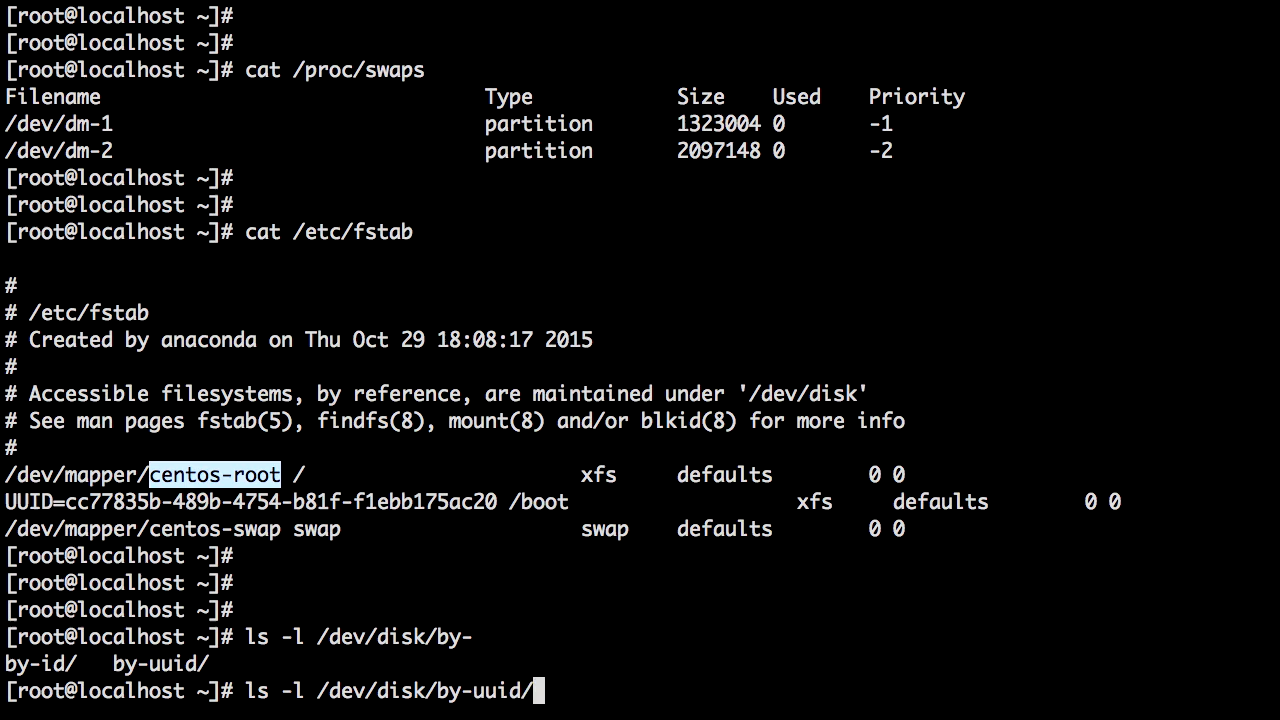 [root@localhost ~]#
[root@localhost ~]#
[root@localhost ~]# cat /proc/swaps
Filename                                Type            Size    Used    Priority
/dev/dm-1                               partition       1323004 0       -1
/dev/dm-2                               partition       2097148 0       -2
[root@localhost ~]#
[root@localhost ~]#
[root@localhost ~]# cat /etc/fstab
#
# /etc/fstab
# Created by anaconda on Thu Oct 29 18:08:17 2015
#
# Accessible filesystems, by reference, are maintained under '/dev/disk'
# See man pages fstab(5), findfs(8), mount(8) and/or blkid(8) for more info
#
/dev/mapper/centos-root /                       xfs     defaults        0 0
UUID=cc77835b-489b-4754-b81f-f1ebb175ac20 /boot                   xfs     defaults        0 0
/dev/mapper/centos-swap swap                    swap    defaults        0 0
[root@localhost ~]#
[root@localhost ~]#
[root@localhost ~]#
[root@localhost ~]# ls -l /dev/disk/by-
by-id/   by-uuid/
[root@localhost ~]# ls -l /dev/disk/by-uuid/